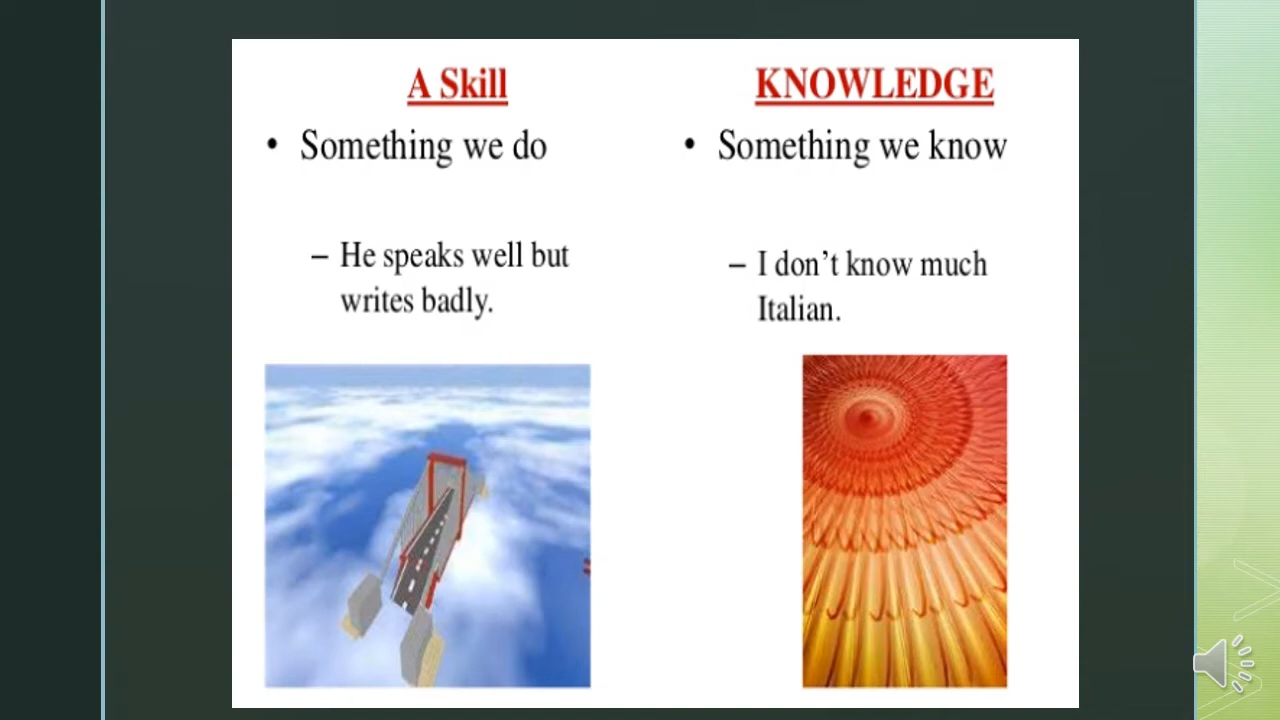 A Skill
• Something we do
– He speaks well but
writes badly.
KNOWLEDGE
• Something we know
– I don’t know much
Italian.